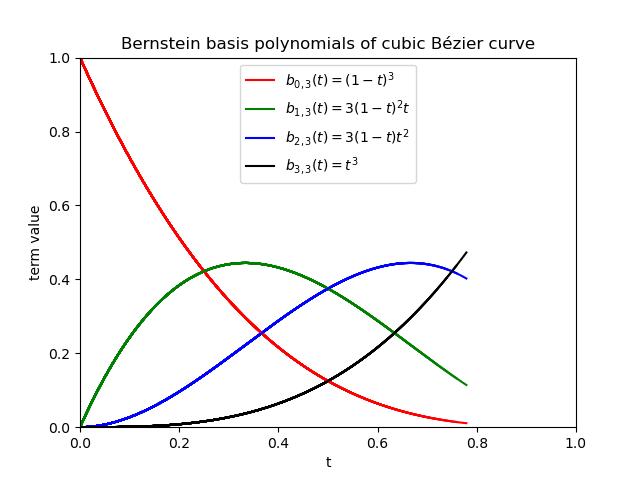 Bernstein basis polynomials of cubic Bézier curve
b₀,₃(t) = (1 − t)³
b₁,₃(t) = 3(1 − t)²t
b₂,₃(t) = 3(1 − t)t²
b₃,₃(t) = t³
term value
1.0
0.8
0.6
0.4
0.2
0.0
0.0 0.2 0.4 0.6 0.8 1.0
t